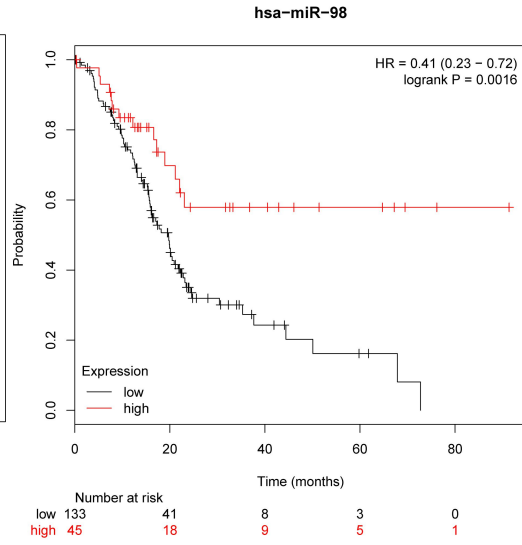 hsa−miR−98
HR = 0.41 (0.23 − 0.72)
logrank P = 0.0016
Probability
1.0
0.8
0.6
0.4
0.2
0.0
Expression
low
high
0 20 40 60 80
Time (months)
Number at risk
low 133 41 8 3 0
high 45 18 9 5 1